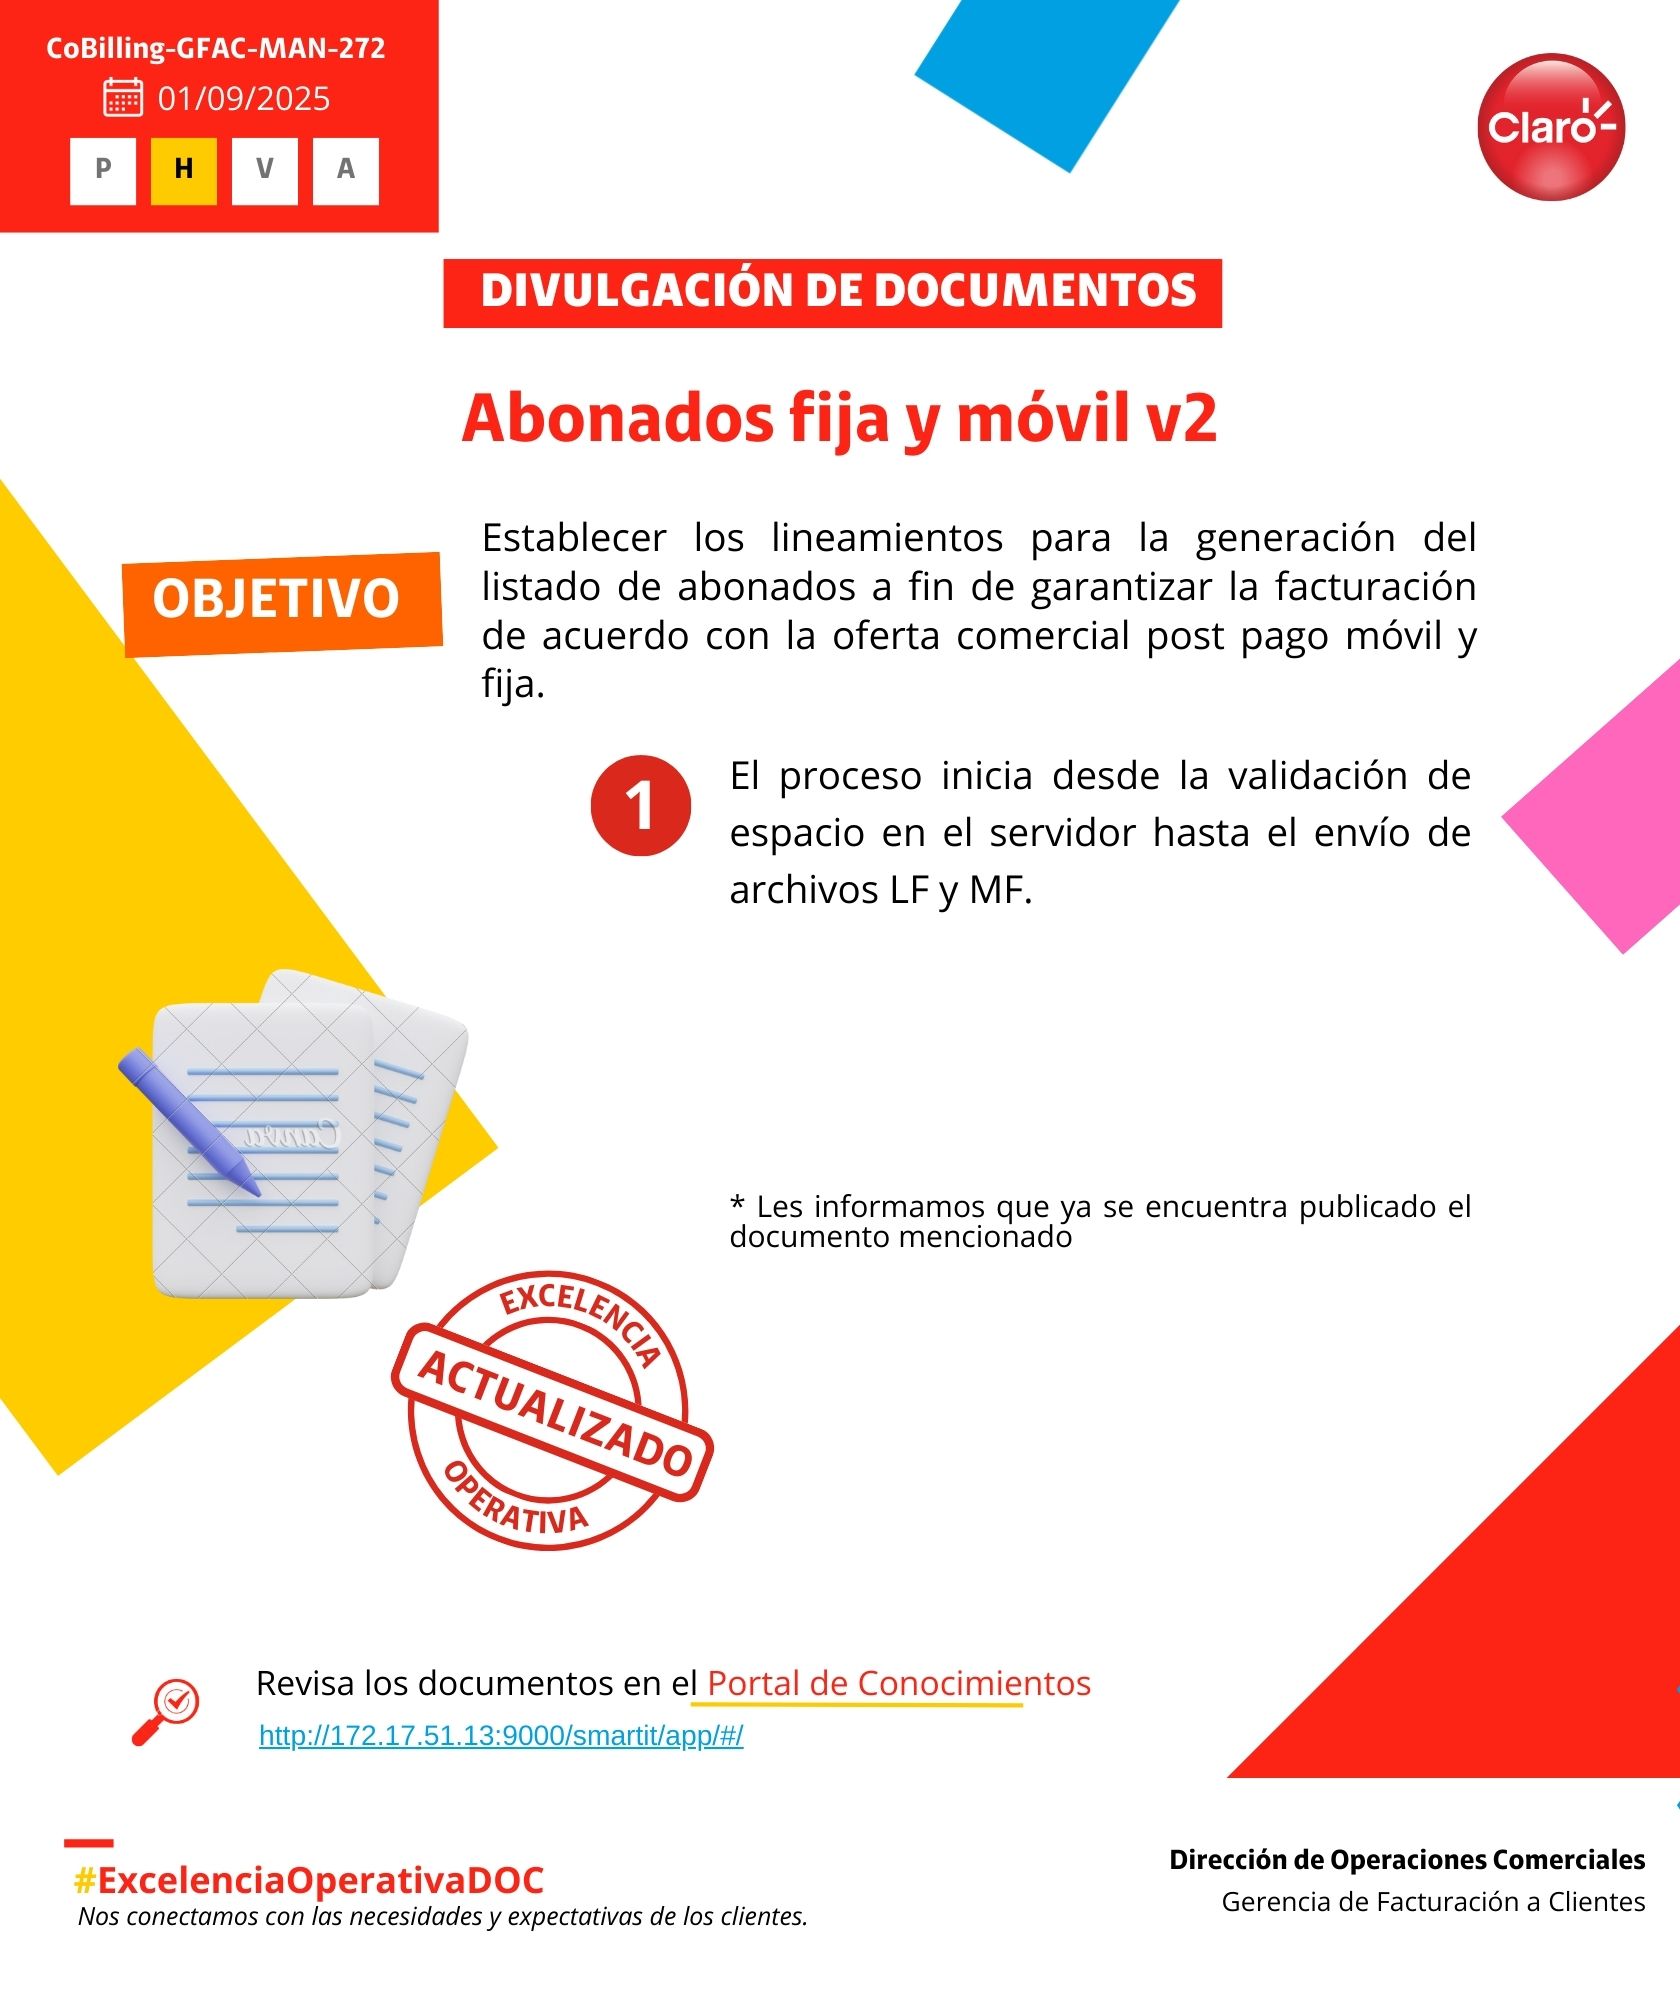 CoBilling-GFAC-MAN-272
01/09/2025
P H V A
Claro
DIVULGACIÓN DE DOCUMENTOS
Abonados fija y móvil v2
OBJETIVO
Establecer los lineamientos para la generación del
listado de abonados a fin de garantizar la facturación
de acuerdo con la oferta comercial post pago móvil y
fija.
1
El proceso inicia desde la validación de
espacio en el servidor hasta el envío de
archivos LF y MF.
Canva
* Les informamos que ya se encuentra publicado el
documento mencionado
EXCELENCIA
ACTUALIZADO
OPERATIVA
Revisa los documentos en el Portal de Conocimientos
http://172.17.51.13:9000/smartit/app/#/
#ExcelenciaOperativaDOC
Nos conectamos con las necesidades y expectativas de los clientes.
Dirección de Operaciones Comerciales
Gerencia de Facturación a Clientes